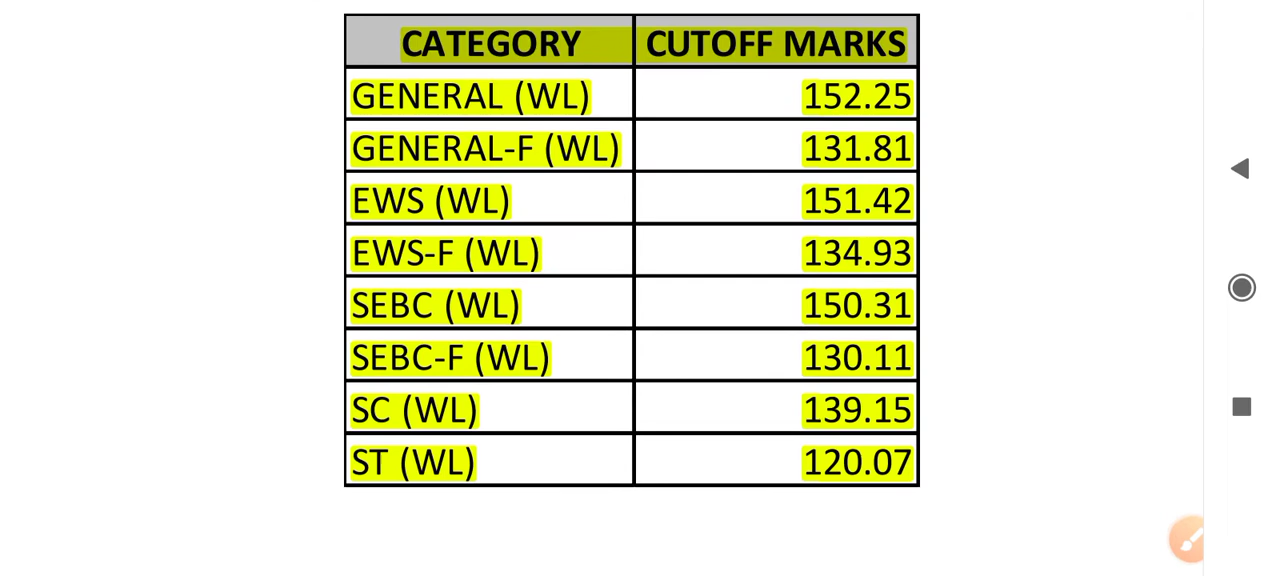 CATEGORY CUTOFF MARKS
GENERAL (WL) 152.25
GENERAL-F (WL) 131.81
EWS (WL) 151.42
EWS-F (WL) 134.93
SEBC (WL) 150.31
SEBC-F (WL) 130.11
SC (WL) 139.15
ST (WL) 120.07